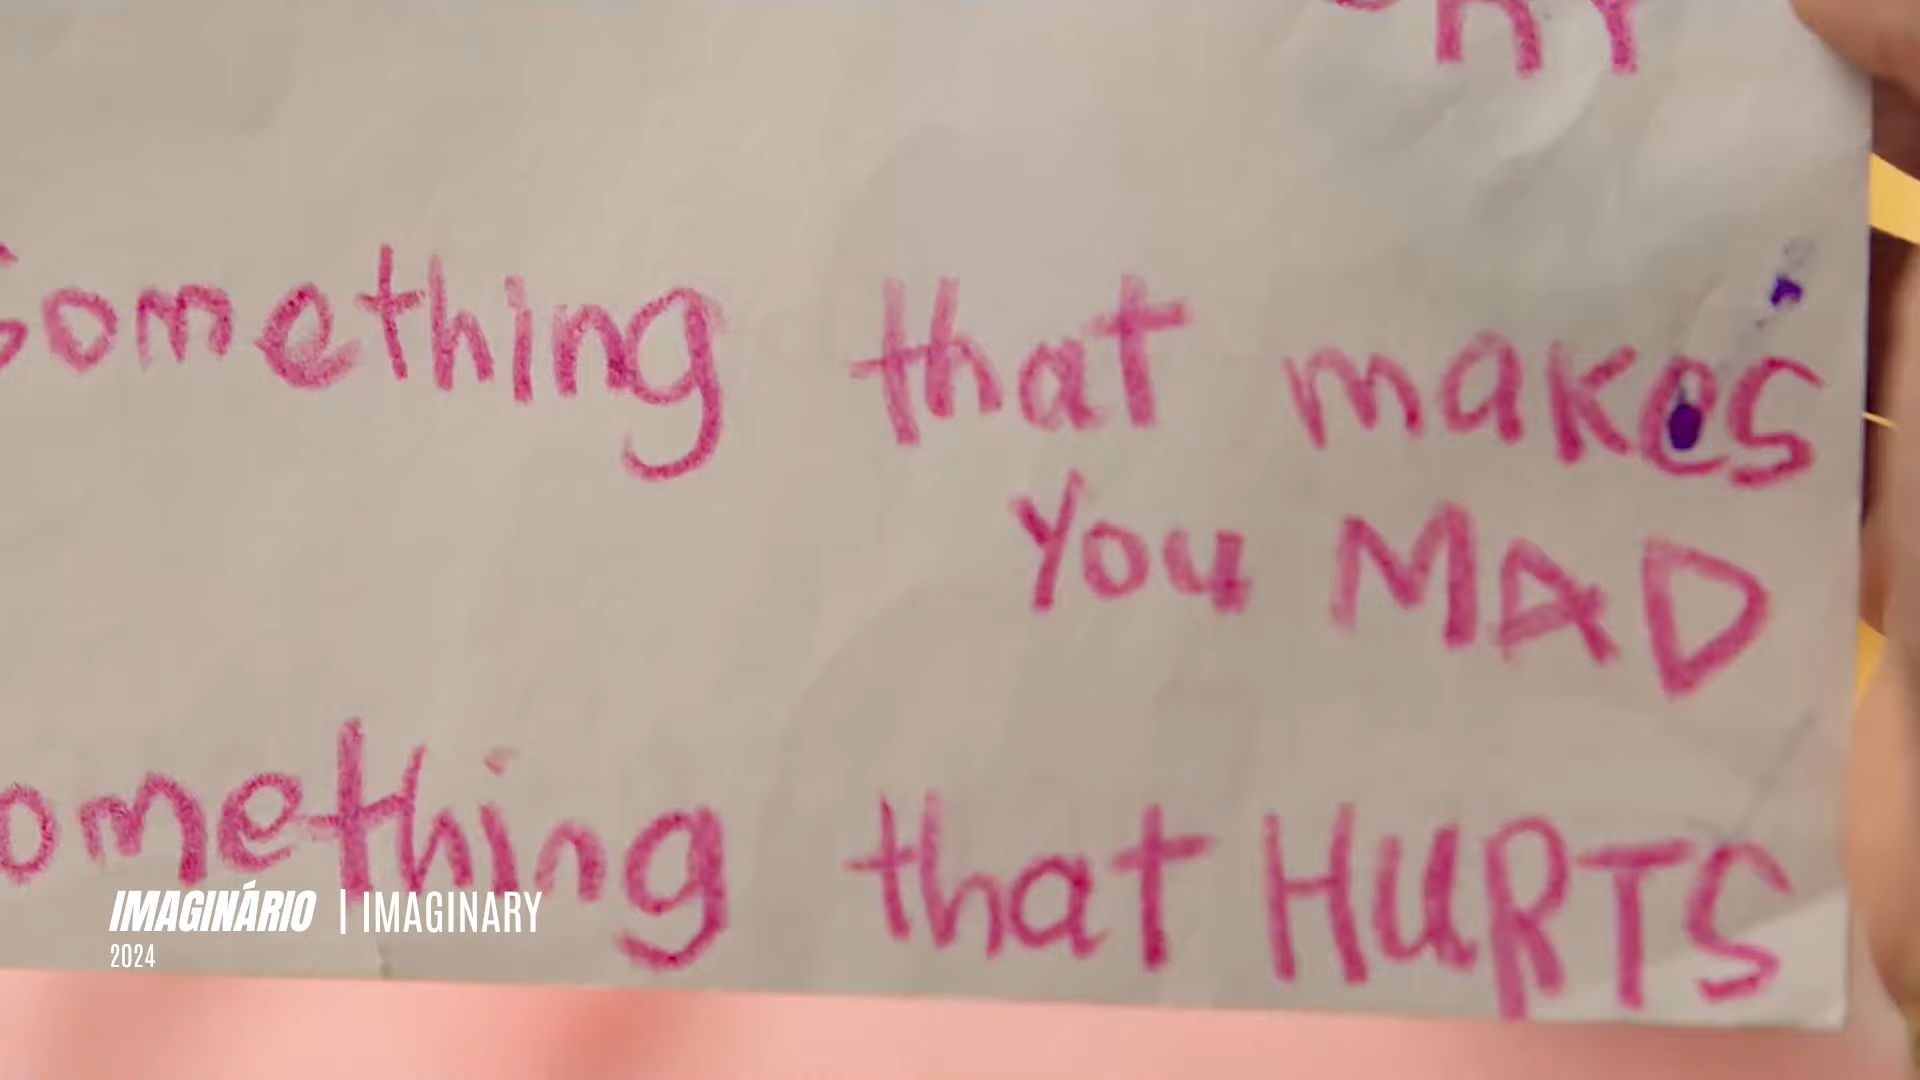 Something that makes
you MAD
omething that HURTS
IMAGINÁRIO | IMAGINARY
2024